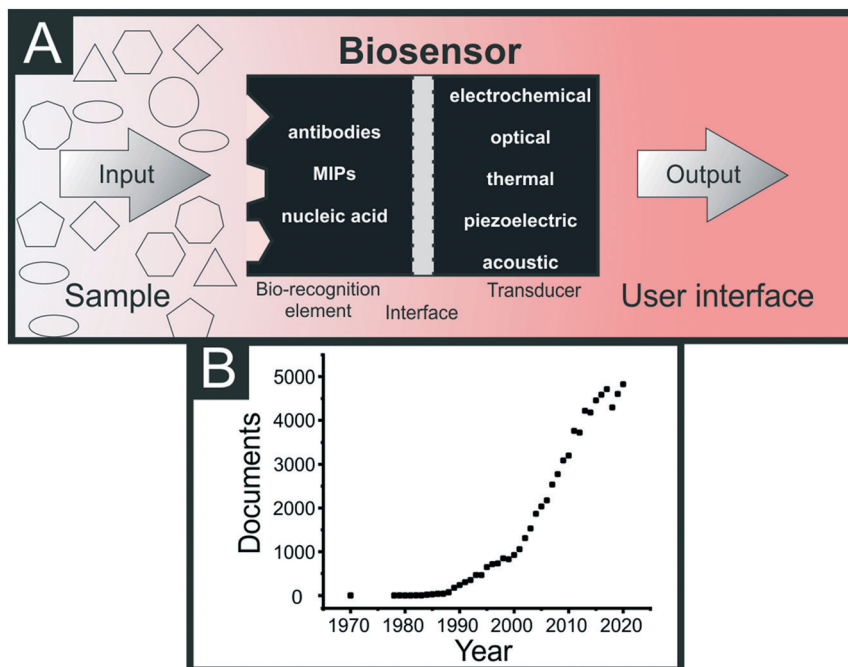 A
Biosensor
Input
Sample
antibodies
MIPs
nucleic acid
Bio-recognition
element
Interface
electrochemical
optical
thermal
piezoelectric
acoustic
Transducer
Output
User interface
B
Documents
5000
4000
3000
2000
1000
0
1970 1980 1990 2000 2010 2020
Year